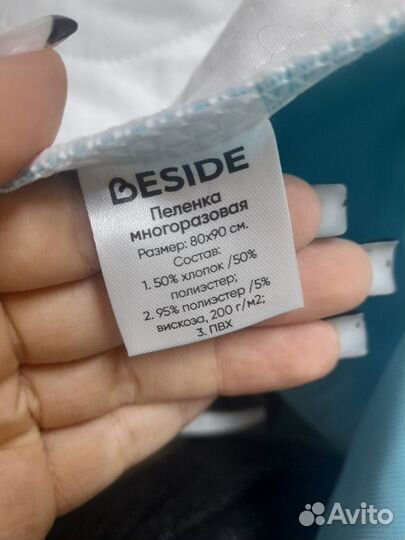 BESIDE
Пеленка
многоразовая
Размер: 80х90 см.
Состав:
1. 50% хлопок /50%
полиэстер;
2. 95% полиэстер /5%
вискоза, 200 г/м2;
3. ПВХ
Avito